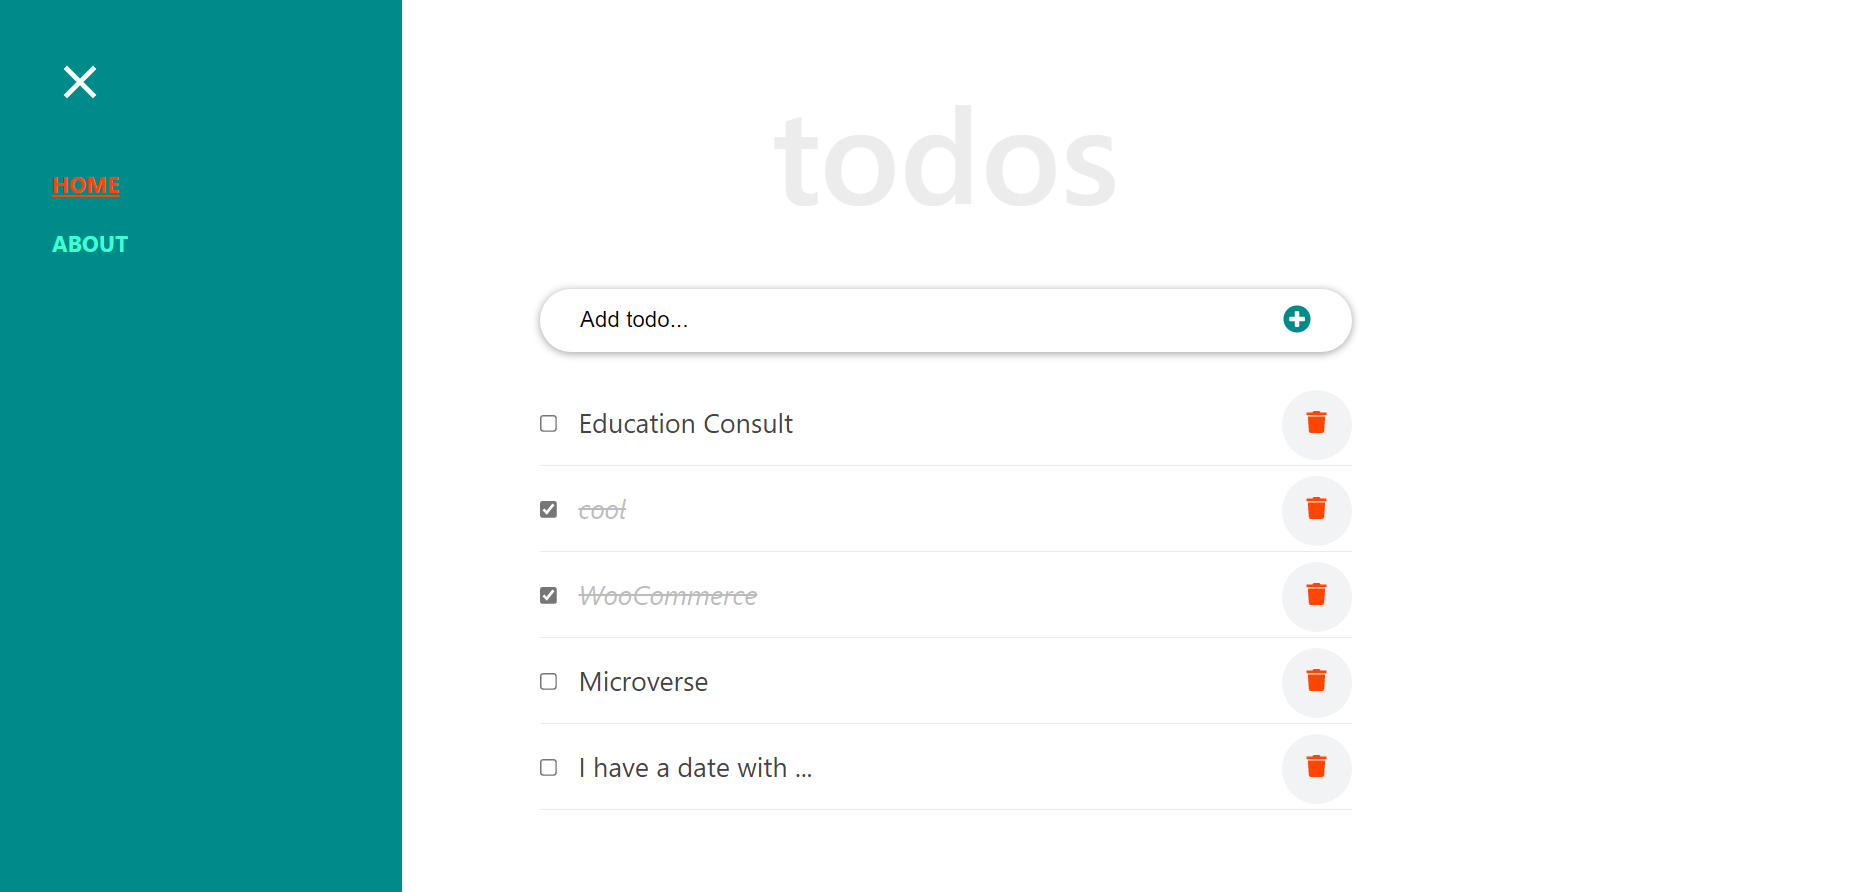 HOME
ABOUT
todos
Add todo...
Education Consult
cool
WooCommerce
Microverse
I have a date with ...